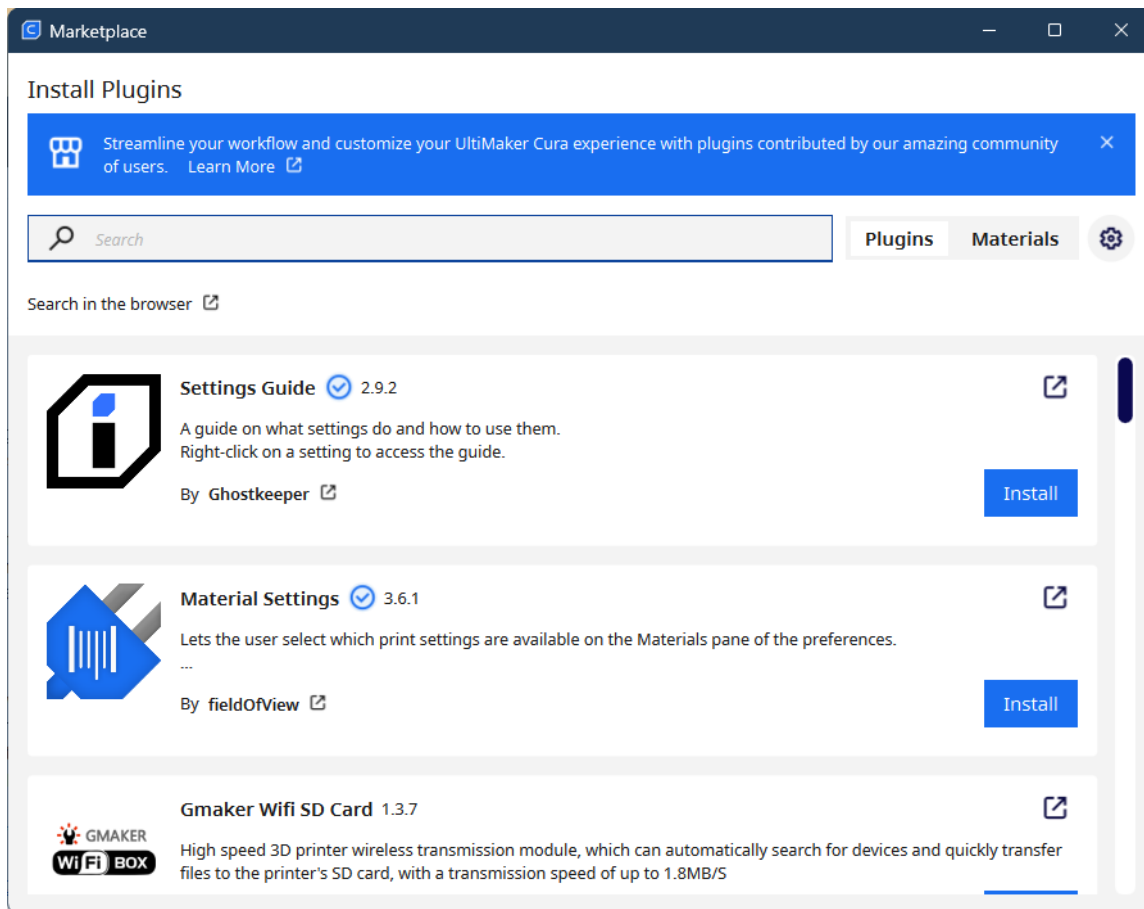 Marketplace
Install Plugins
Streamline your workflow and customize your UltiMaker Cura experience with plugins contributed by our amazing community
of users. Learn More
Search
Plugins
Materials
Search in the browser
Settings Guide 2.9.2
A guide on what settings do and how to use them.
Right-click on a setting to access the guide.
By Ghostkeeper
Install
Material Settings 3.6.1
Lets the user select which print settings are available on the Materials pane of the preferences.
...
By fieldOfView
Install
GMAKER
WiFi BOX
Gmaker Wifi SD Card 1.3.7
High speed 3D printer wireless transmission module, which can automatically search for devices and quickly transfer
files to the printer's SD card, with a transmission speed of up to 1.8MB/S